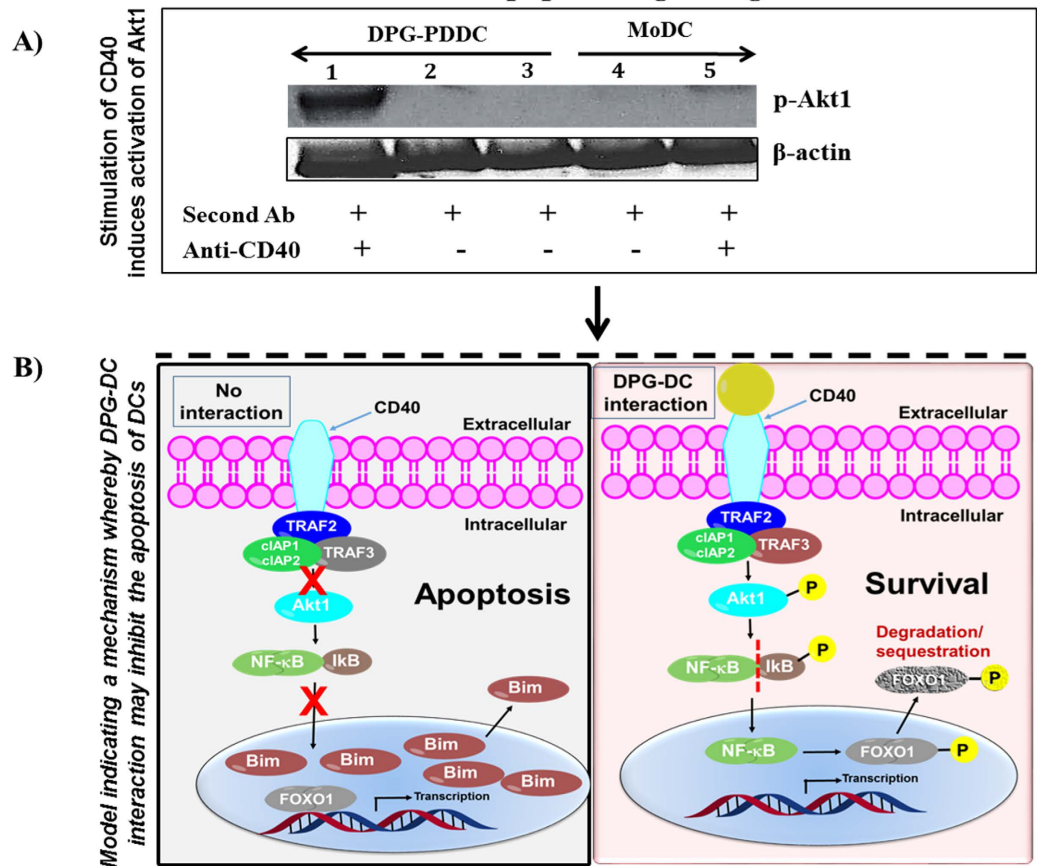 A)
Stimulation of CD40
induces activation of Akt1
DPG-PDDC
MoDC
1 2 3 4 5
p-Akt1
β-actin
Second Ab + + + + +
Anti-CD40 + - - - +
B)
Model indicating a mechanism whereby DPG-DC
interaction may inhibit the apoptosis of DCs
No
interaction
CD40
Extracellular
Intracellular
TRAF2
cIAP1
cIAP2
TRAF3
X
Akt1
Apoptosis
NF-κB
IkB
X
Bim
Bim
Bim
Bim
Bim
Bim
FOXO1
Transcription
DPG-DC
interaction
CD40
Extracellular
Intracellular
TRAF2
cIAP1
cIAP2
TRAF3
Akt1
P
Survival
NF-κB
IkB
P
Degradation/
sequestration
FOXO1
P
NF-κB
FOXO1
P
Transcription